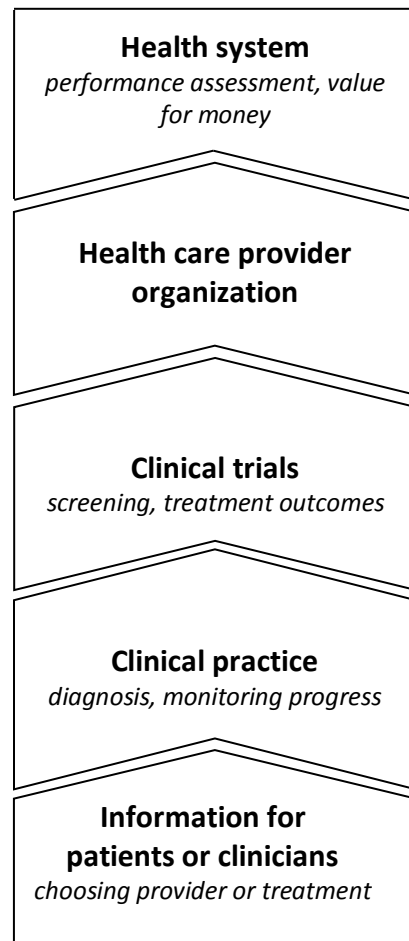 Health system
performance assessment, value
for money
Health care provider
organization
Clinical trials
screening, treatment outcomes
Clinical practice
diagnosis, monitoring progress
Information for
patients or clinicians
choosing provider or treatment